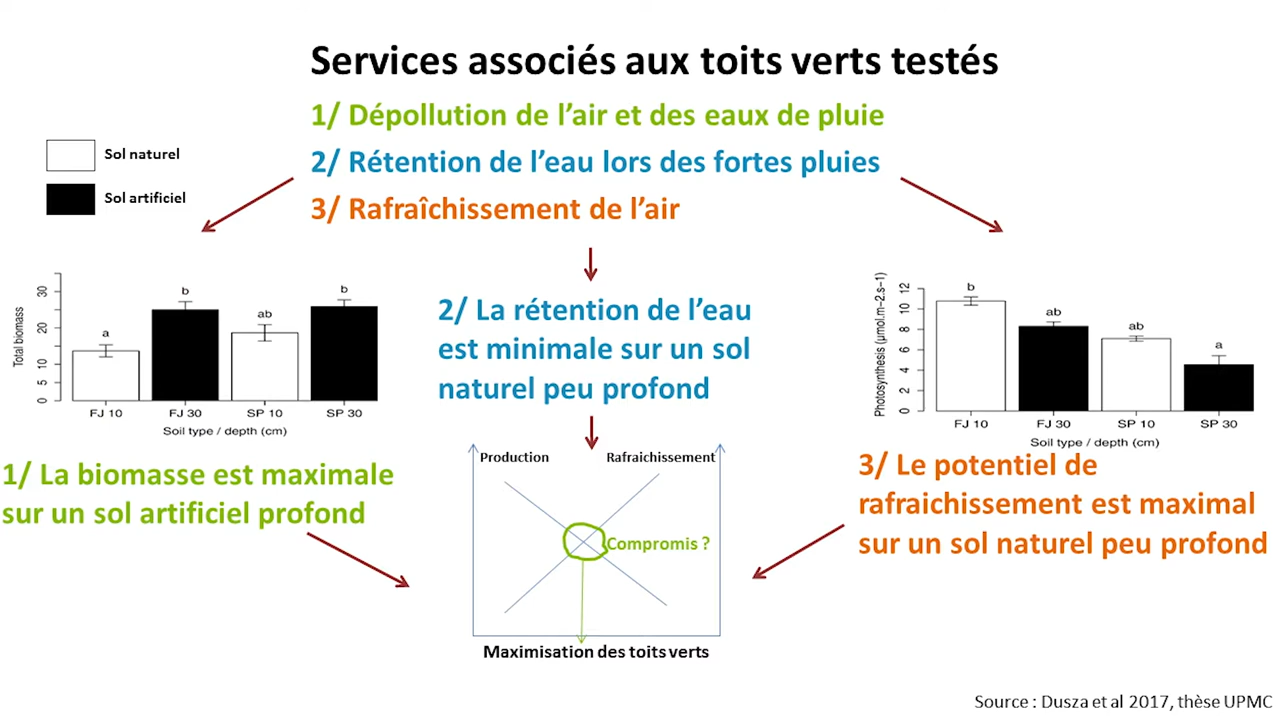 Services associés aux toits verts testés
1/ Dépollution de l'air et des eaux de pluie
2/ Rétention de l'eau lors des fortes pluies
3/ Rafraîchissement de l'air
Sol naturel
Sol artificiel
Total biomass
0 5 10 20 30
a b ab b
FJ 10 FJ 30 SP 10 SP 30
Soil type / depth (cm)
1/ La biomasse est maximale
sur un sol artificiel profond
2/ La rétention de l'eau
est minimale sur un sol
naturel peu profond
Production Rafraichissement
Compromis ?
Maximisation des toits verts
Photosynthesis (µmol.m−2.s−1)
0 2 4 6 8 10 12
b ab ab a
FJ 10 FJ 30 SP 10 SP 30
Soil type / depth (cm)
3/ Le potentiel de
rafraichissement est maximal
sur un sol naturel peu profond
Source : Dusza et al 2017, thèse UPMC